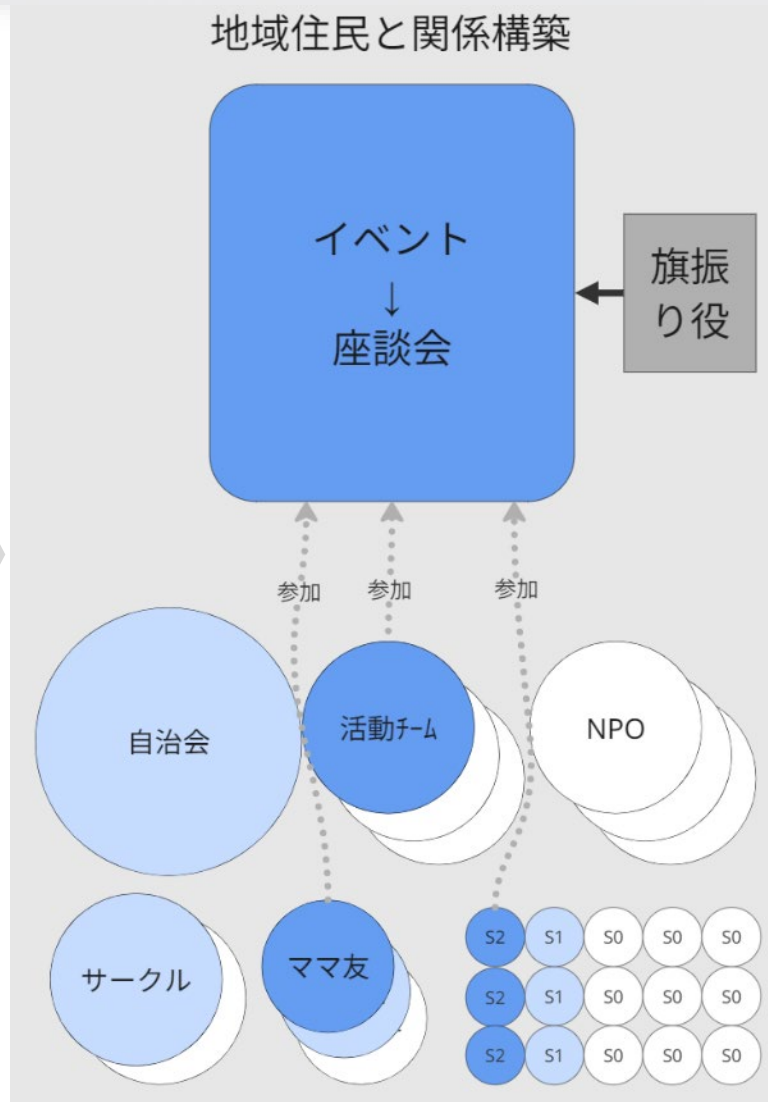 地域住民と関係構築
イベント
↓
座談会
旗振
り役
参加
参加
参加
自治会
活動チーム
NPO
サークル
ママ友
S2 S1 S0 S0 S0
S2 S1 S0 S0 S0
S2 S1 S0 S0 S0